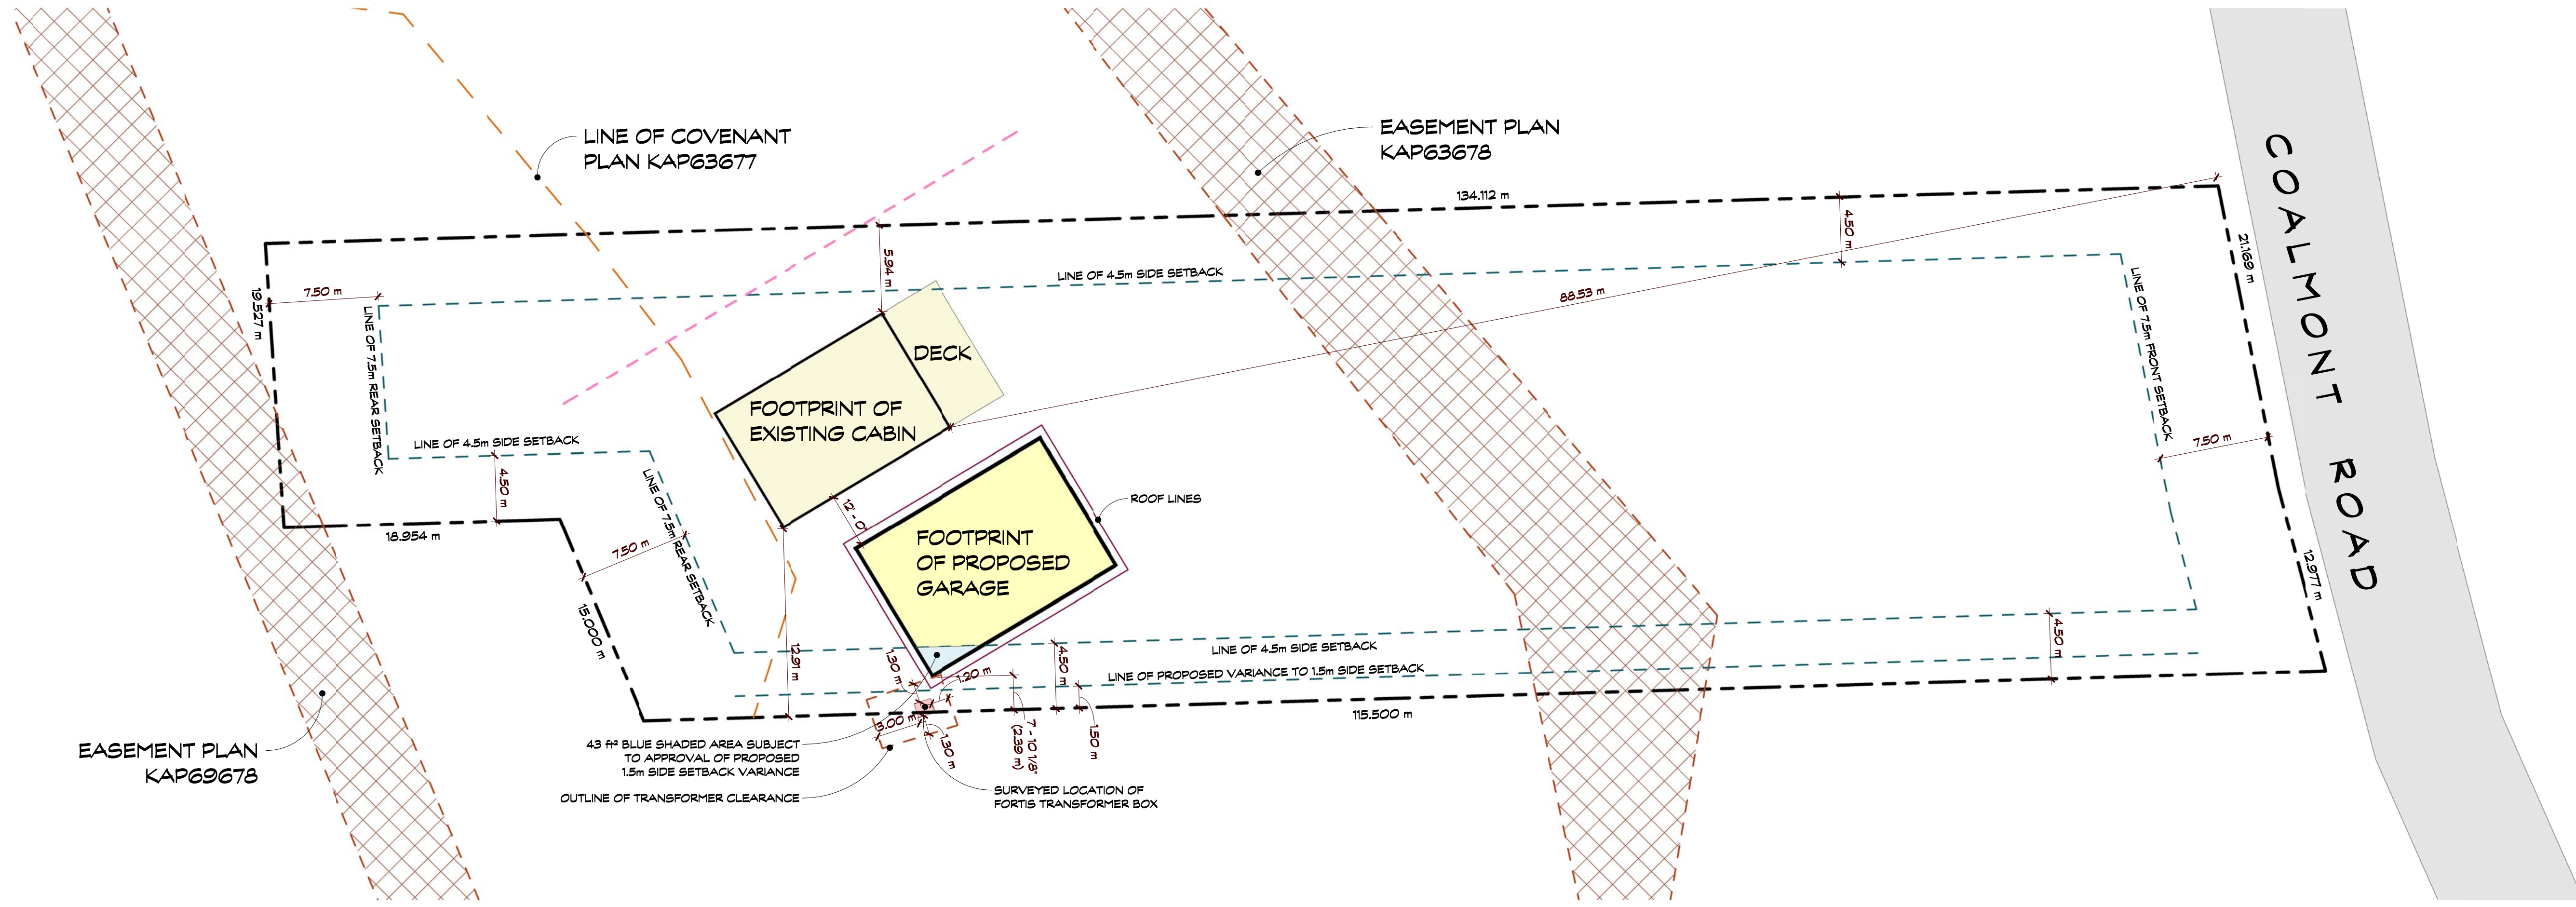 LINE OF COVENANT
PLAN KAP63677
EASEMENT PLAN
KAP63678
134.112 m
COALMONT ROAD
4.50 m
21.169 m
5.94 m
LINE OF 4.5m SIDE SETBACK
88.53 m
LINE OF 7.5m FRONT SETBACK
19.527 m
7.50 m
LINE OF 7.5m REAR SETBACK
DECK
FOOTPRINT OF
EXISTING CABIN
7.50 m
LINE OF 4.5m SIDE SETBACK
4.50 m
LINE OF 7.5m REAR SETBACK
12' - 0
ROOF LINES
18.954 m
7.50 m
FOOTPRINT
OF PROPOSED
GARAGE
12.977 m
15.000 m
12.91 m
1.30 m
1.20 m
4.50 m
LINE OF 4.5m SIDE SETBACK
4.50 m
LINE OF PROPOSED VARIANCE TO 1.5m SIDE SETBACK
115.500 m
3.00 m
1.30 m
7 - 10 1/8"
(2.39 m)
1.50 m
43 ft² BLUE SHADED AREA SUBJECT
TO APPROVAL OF PROPOSED
1.5m SIDE SETBACK VARIANCE
OUTLINE OF TRANSFORMER CLEARANCE
SURVEYED LOCATION OF
FORTIS TRANSFORMER BOX
EASEMENT PLAN
KAP69678